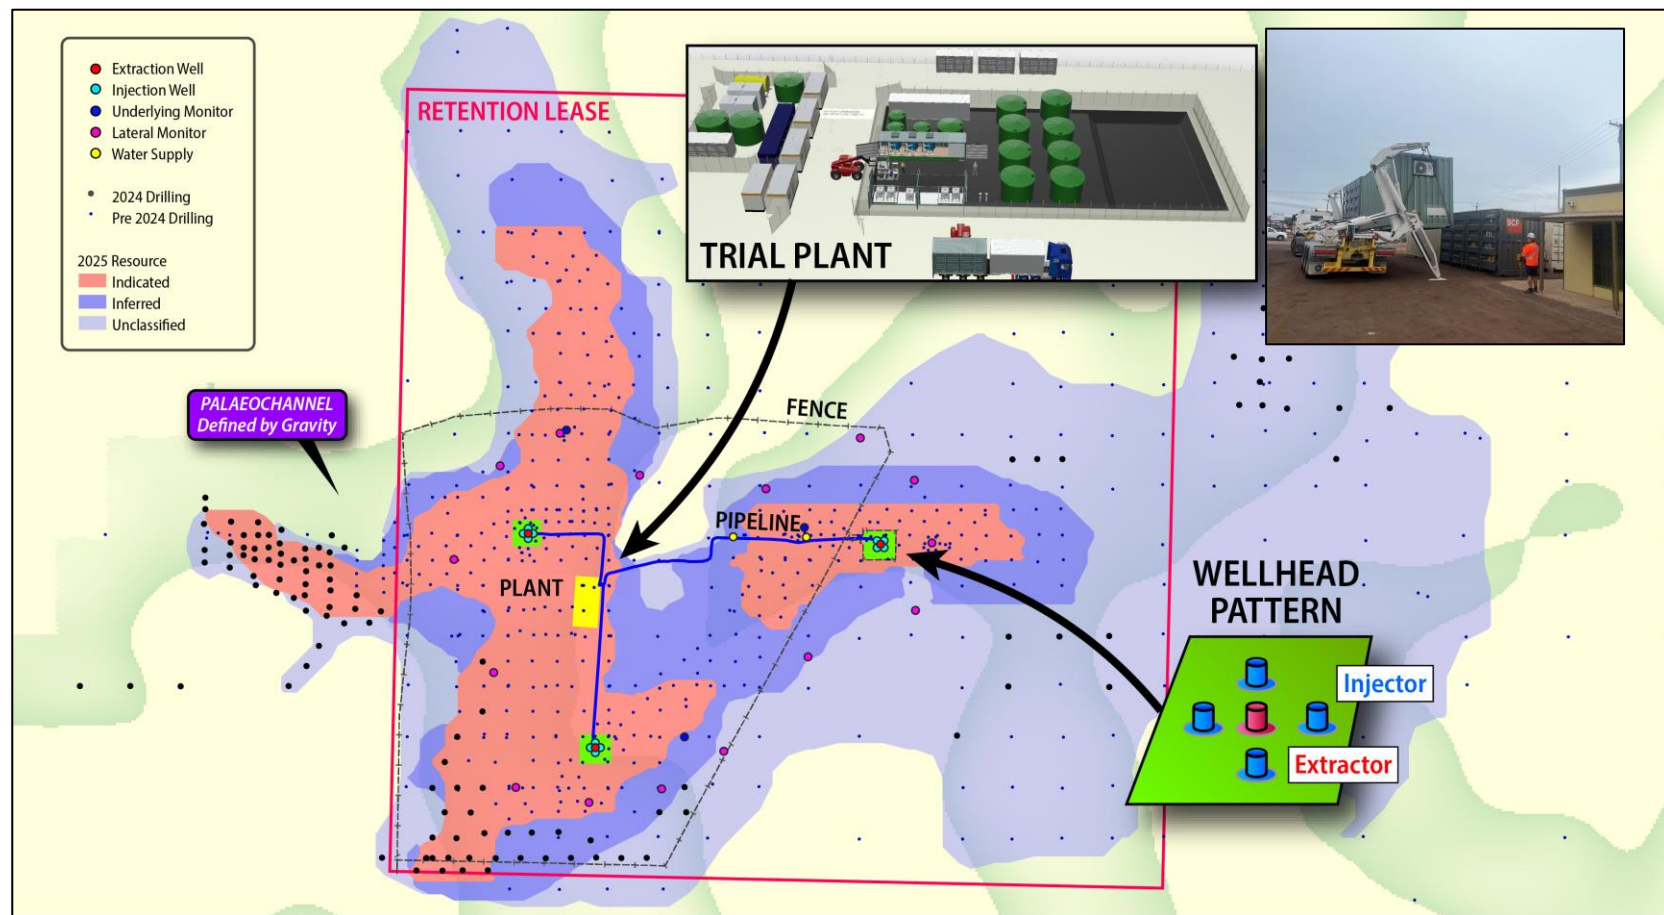 Extraction Well
Injection Well
Underlying Monitor
Lateral Monitor
Water Supply
2024 Drilling
Pre 2024 Drilling
2025 Resource
Indicated
Inferred
Unclassified
RETENTION LEASE
TRIAL PLANT
SCF
PALAEOCHANNEL
Defined by Gravity
FENCE
PIPELINE
PLANT
WELLHEAD
PATTERN
Injector
Extractor